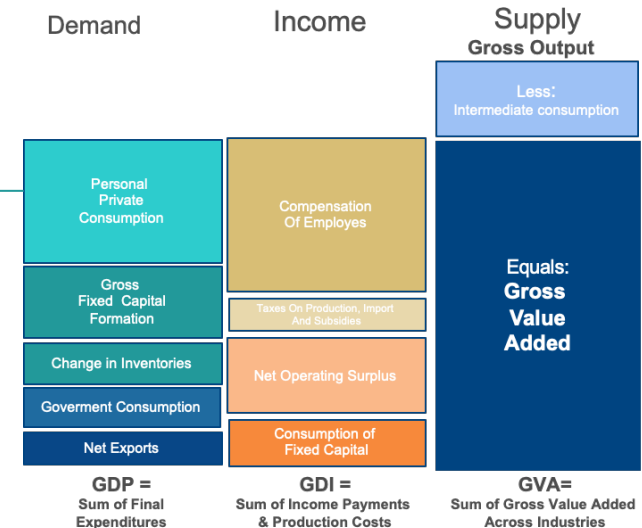 Demand
Personal
Private
Consumption
Gross
Fixed Capital
Formation
Change in Inventories
Goverment Consumption
Net Exports
GDP =
Sum of Final
Expenditures
Income
Compensation
Of Employes
Taxes On Production, Import
And Subsidies
Net Operating Surplus
Consumption of
Fixed Capital
GDI =
Sum of Income Payments
& Production Costs
Supply
Gross Output
Less:
Intermediate consumption
Equals:
Gross
Value
Added
GVA=
Sum of Gross Value Added
Across Industries